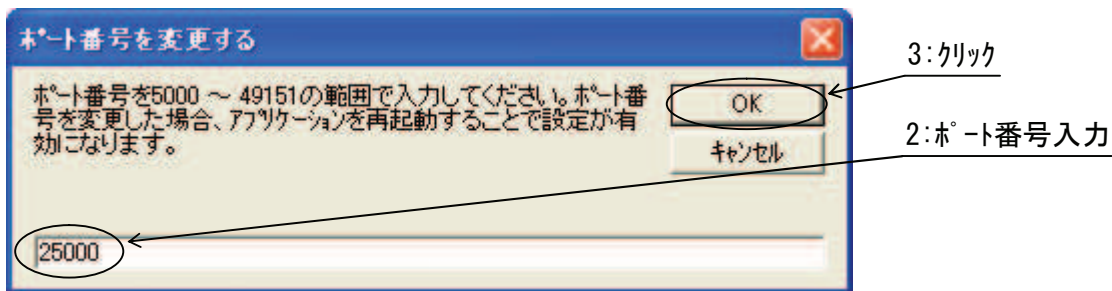 ﾎﾟｰﾄ番号を変更する
ﾎﾟｰﾄ番号を5000 ～ 49151の範囲で入力してください。ﾎﾟｰﾄ番
号を変更した場合、ｱﾌﾟﾘｹｰｼｮﾝを再起動することで設定が有
効になります。
OK
ｷｬﾝｾﾙ
25000
3:ｸﾘｯｸ
2:ﾎﾟｰﾄ番号入力